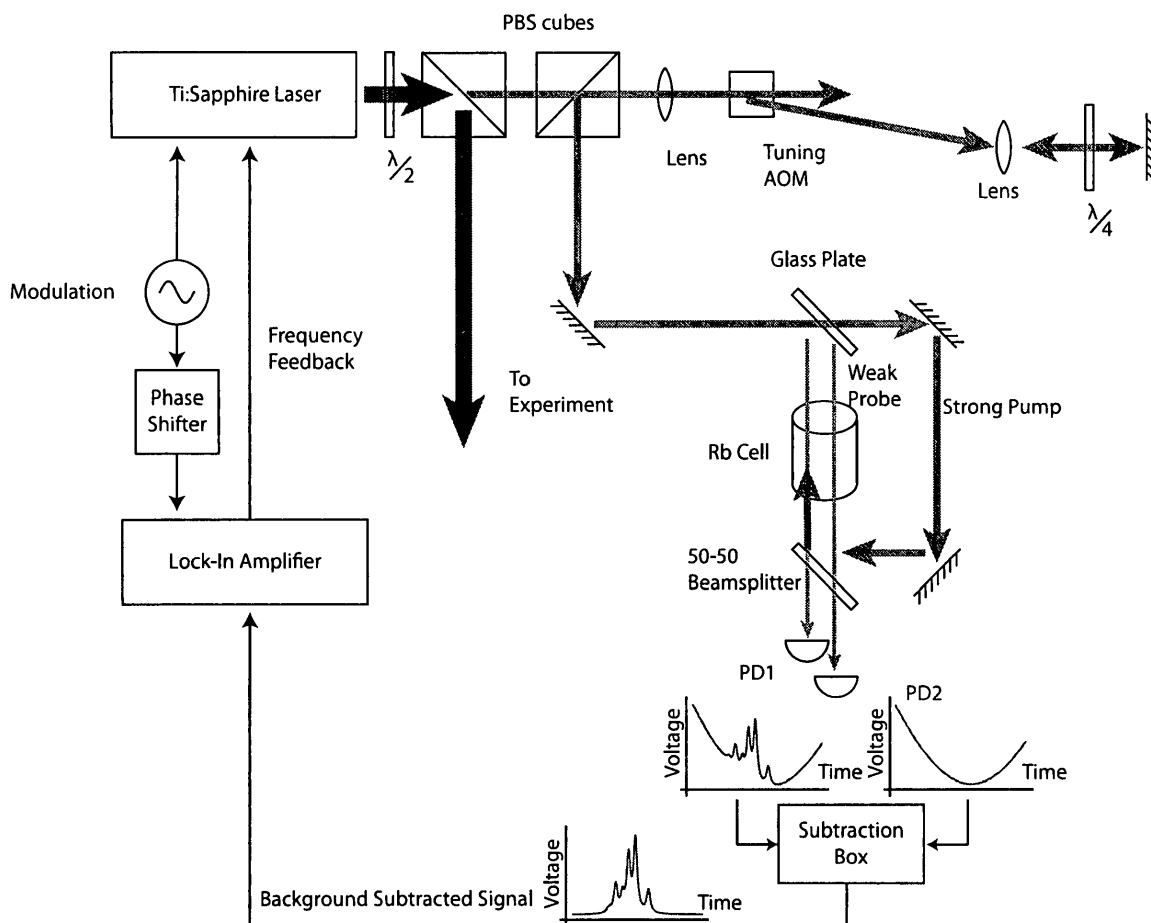 PBS cubes
Ti:Sapphire Laser
λ/2
Lens
Tuning
AOM
Lens
λ/4
Glass Plate
Modulation
Frequency
Feedback
To
Experiment
Weak
Probe
Strong Pump
Phase
Shifter
Rb Cell
Lock-In Amplifier
50-50
Beamsplitter
PD1
PD2
Voltage
Time
Voltage
Time
Subtraction
Box
Voltage
Time
Background Subtracted Signal